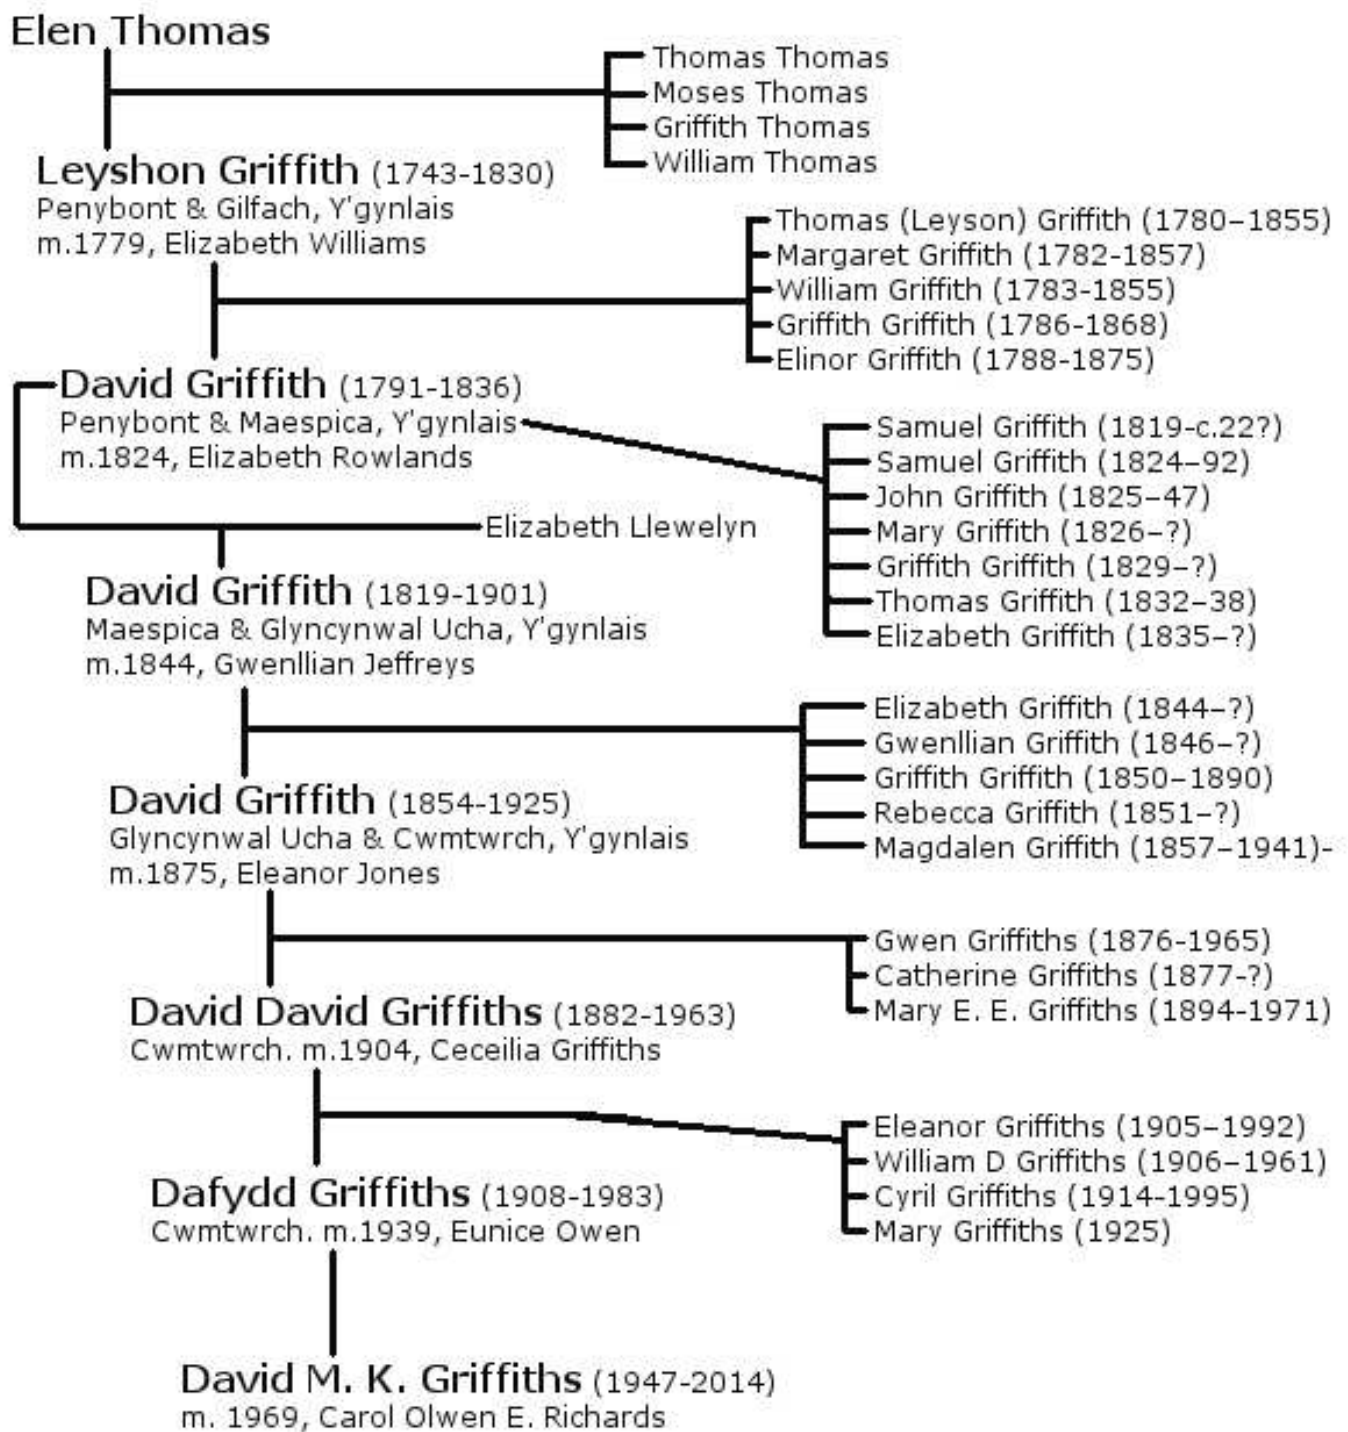 Elen Thomas
Thomas Thomas
Moses Thomas
Griffith Thomas
William Thomas
Leyshon Griffith (1743-1830)
Penybont & Gilfach, Y'gynlais
m.1779, Elizabeth Williams
Thomas (Leyson) Griffith (1780–1855)
Margaret Griffith (1782-1857)
William Griffith (1783-1855)
Griffith Griffith (1786-1868)
Elinor Griffith (1788-1875)
David Griffith (1791-1836)
Penybont & Maespica, Y'gynlais
m.1824, Elizabeth Rowlands
Samuel Griffith (1819-c.22?)
Samuel Griffith (1824–92)
John Griffith (1825–47)
Mary Griffith (1826–?)
Griffith Griffith (1829–?)
Thomas Griffith (1832–38)
Elizabeth Griffith (1835–?)
Elizabeth Llewelyn
David Griffith (1819-1901)
Maespica & Glyncynwal Ucha, Y'gynlais
m.1844, Gwenllian Jeffreys
Elizabeth Griffith (1844–?)
Gwenllian Griffith (1846–?)
Griffith Griffith (1850–1890)
Rebecca Griffith (1851–?)
Magdalen Griffith (1857–1941)-
David Griffith (1854-1925)
Glyncynwal Ucha & Cwmtwrch, Y'gynlais
m.1875, Eleanor Jones
Gwen Griffiths (1876-1965)
Catherine Griffiths (1877-?)
Mary E. E. Griffiths (1894-1971)
David David Griffiths (1882-1963)
Cwmtwrch. m.1904, Ceceilia Griffiths
Eleanor Griffiths (1905–1992)
William D Griffiths (1906–1961)
Cyril Griffiths (1914-1995)
Mary Griffiths (1925)
Dafydd Griffiths (1908-1983)
Cwmtwrch. m.1939, Eunice Owen
David M. K. Griffiths (1947-2014)
m. 1969, Carol Olwen E. Richards